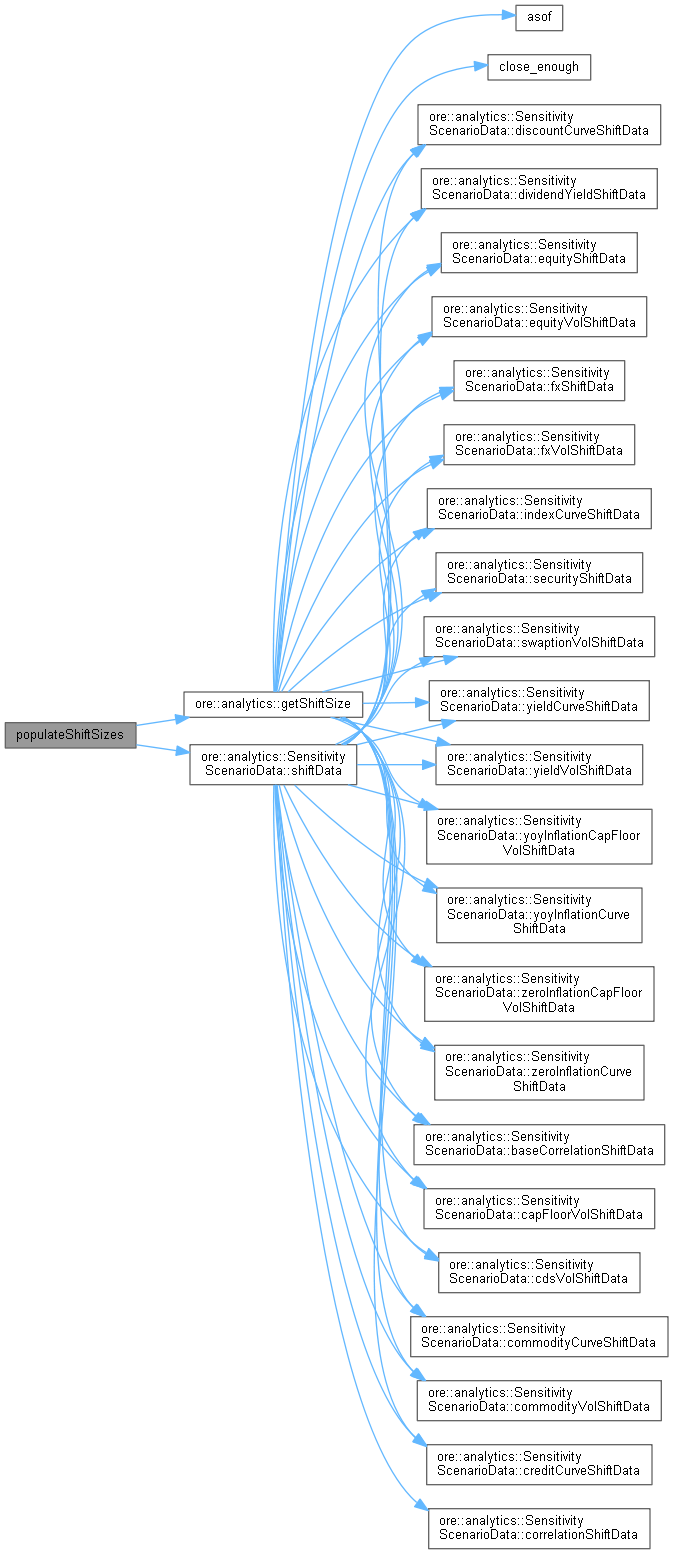 asof
close_enough
ore::analytics::Sensitivity
ScenarioData::discountCurveShiftData
ore::analytics::Sensitivity
ScenarioData::dividendYieldShiftData
ore::analytics::Sensitivity
ScenarioData::equityShiftData
ore::analytics::Sensitivity
ScenarioData::equityVolShiftData
ore::analytics::Sensitivity
ScenarioData::fxShiftData
ore::analytics::Sensitivity
ScenarioData::fxVolShiftData
ore::analytics::Sensitivity
ScenarioData::indexCurveShiftData
ore::analytics::Sensitivity
ScenarioData::securityShiftData
ore::analytics::Sensitivity
ScenarioData::swaptionVolShiftData
populateShiftSizes
ore::analytics::getShiftSize
ore::analytics::Sensitivity
ScenarioData::shiftData
ore::analytics::Sensitivity
ScenarioData::yieldCurveShiftData
ore::analytics::Sensitivity
ScenarioData::yieldVolShiftData
ore::analytics::Sensitivity
ScenarioData::yoyInflationCapFloor
VolShiftData
ore::analytics::Sensitivity
ScenarioData::yoyInflationCurve
ShiftData
ore::analytics::Sensitivity
ScenarioData::zeroInflationCapFloor
VolShiftData
ore::analytics::Sensitivity
ScenarioData::zeroInflationCurve
ShiftData
ore::analytics::Sensitivity
ScenarioData::baseCorrelationShiftData
ore::analytics::Sensitivity
ScenarioData::capFloorVolShiftData
ore::analytics::Sensitivity
ScenarioData::cdsVolShiftData
ore::analytics::Sensitivity
ScenarioData::commodityCurveShiftData
ore::analytics::Sensitivity
ScenarioData::commodityVolShiftData
ore::analytics::Sensitivity
ScenarioData::creditCurveShiftData
ore::analytics::Sensitivity
ScenarioData::correlationShiftData